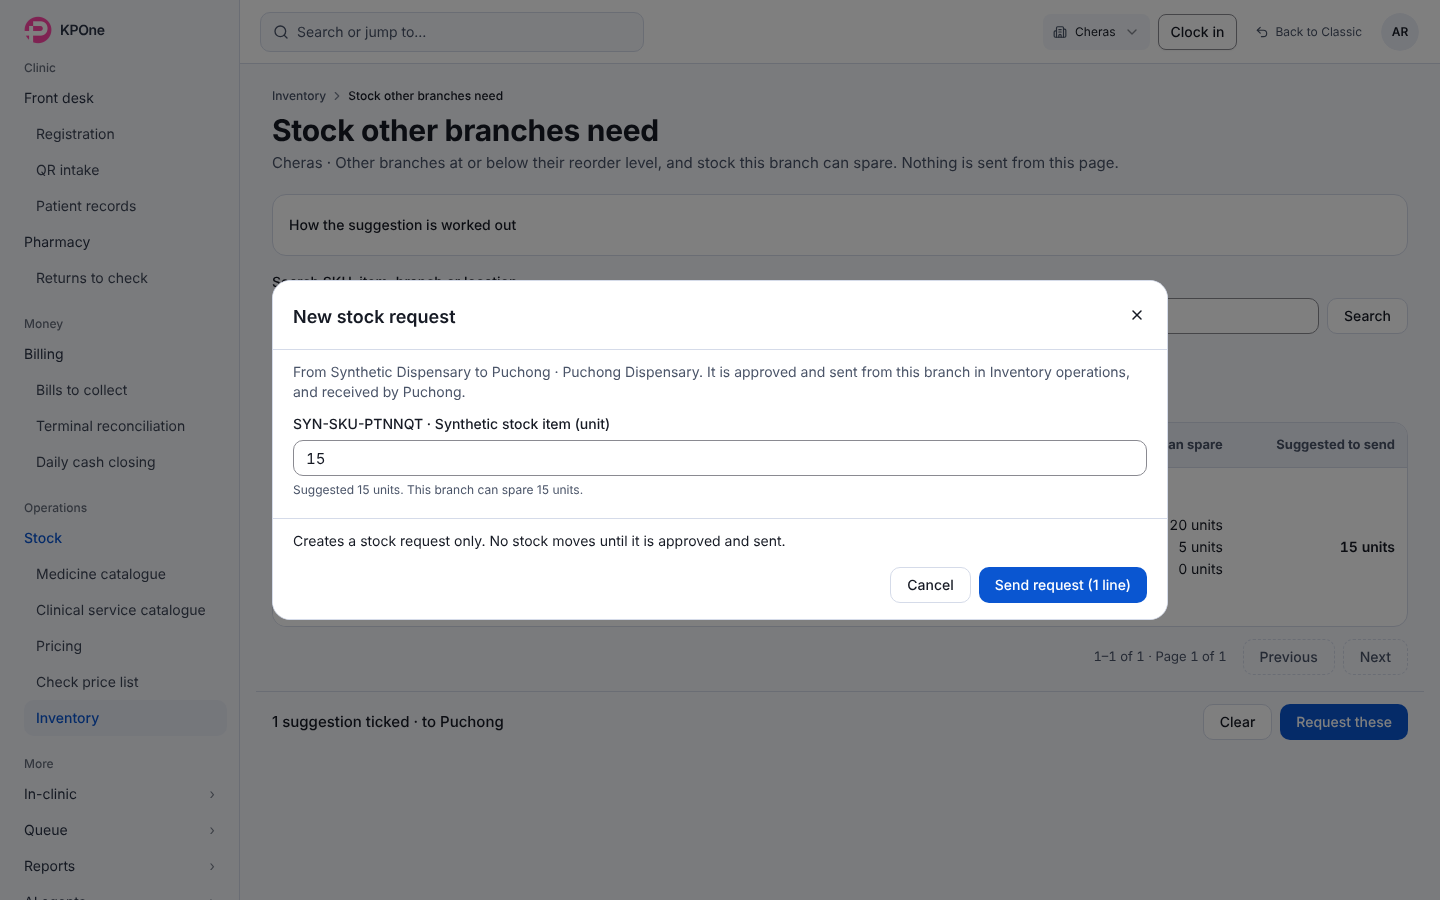 KPOne
Search or jump to...
Cheras
Clock in
Back to Classic
AR
Clinic
Front desk
Registration
QR intake
Patient records
Pharmacy
Returns to check
Money
Billing
Bills to collect
Terminal reconciliation
Daily cash closing
Operations
Stock
Medicine catalogue
Clinical service catalogue
Pricing
Check price list
Inventory
More
In-clinic
Queue
Reports
Inventory > Stock other branches need
Stock other branches need
Cheras · Other branches at or below their reorder level, and stock this branch can spare. Nothing is sent from this page.
How the suggestion is worked out
Search
New stock request
From Synthetic Dispensary to Puchong · Puchong Dispensary. It is approved and sent from this branch in Inventory operations,
and received by Puchong.
SYN-SKU-PTNNQT · Synthetic stock item (unit)
15
Suggested 15 units. This branch can spare 15 units.
Creates a stock request only. No stock moves until it is approved and sent.
Cancel
Send request (1 line)
an spare
Suggested to send
20 units
5 units
15 units
0 units
1–1 of 1 · Page 1 of 1
Previous
Next
1 suggestion ticked · to Puchong
Clear
Request these